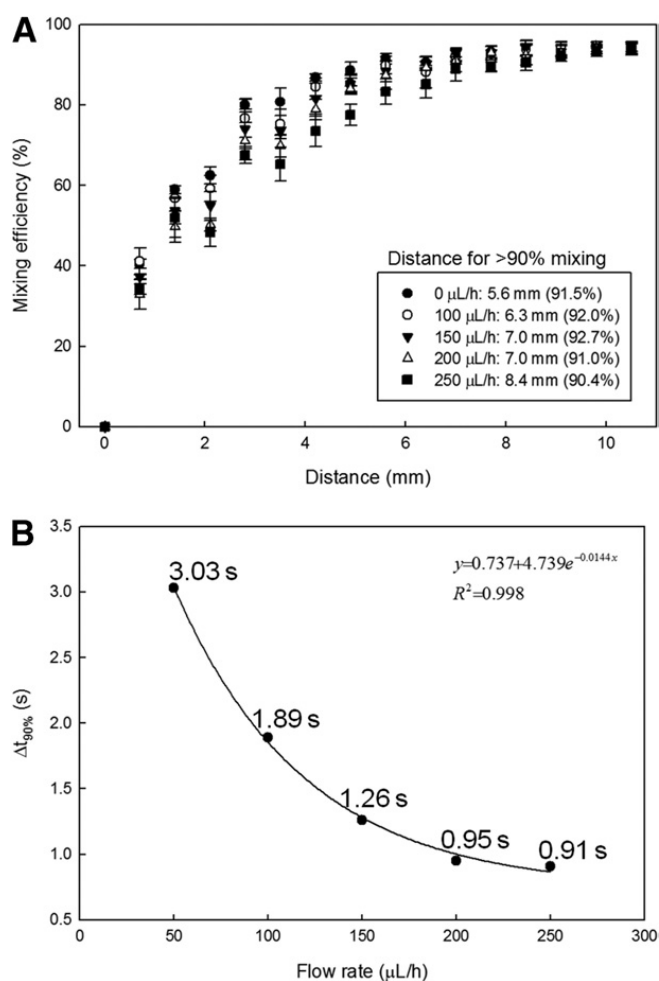 A
100
80
60
40
20
0
Mixing efficiency (%)
Distance for >90% mixing
0 μL/h: 5.6 mm (91.5%)
100 μL/h: 6.3 mm (92.0%)
150 μL/h: 7.0 mm (92.7%)
200 μL/h: 7.0 mm (91.0%)
250 μL/h: 8.4 mm (90.4%)
0 2 4 6 8 10
Distance (mm)
B
3.5
3.0
2.5
2.0
1.5
1.0
0.5
Δt90% (s)
y=0.737+4.739e^−0.0144x
R²=0.998
3.03 s
1.89 s
1.26 s
0.95 s
0.91 s
0 50 100 150 200 250 300
Flow rate (μL/h)